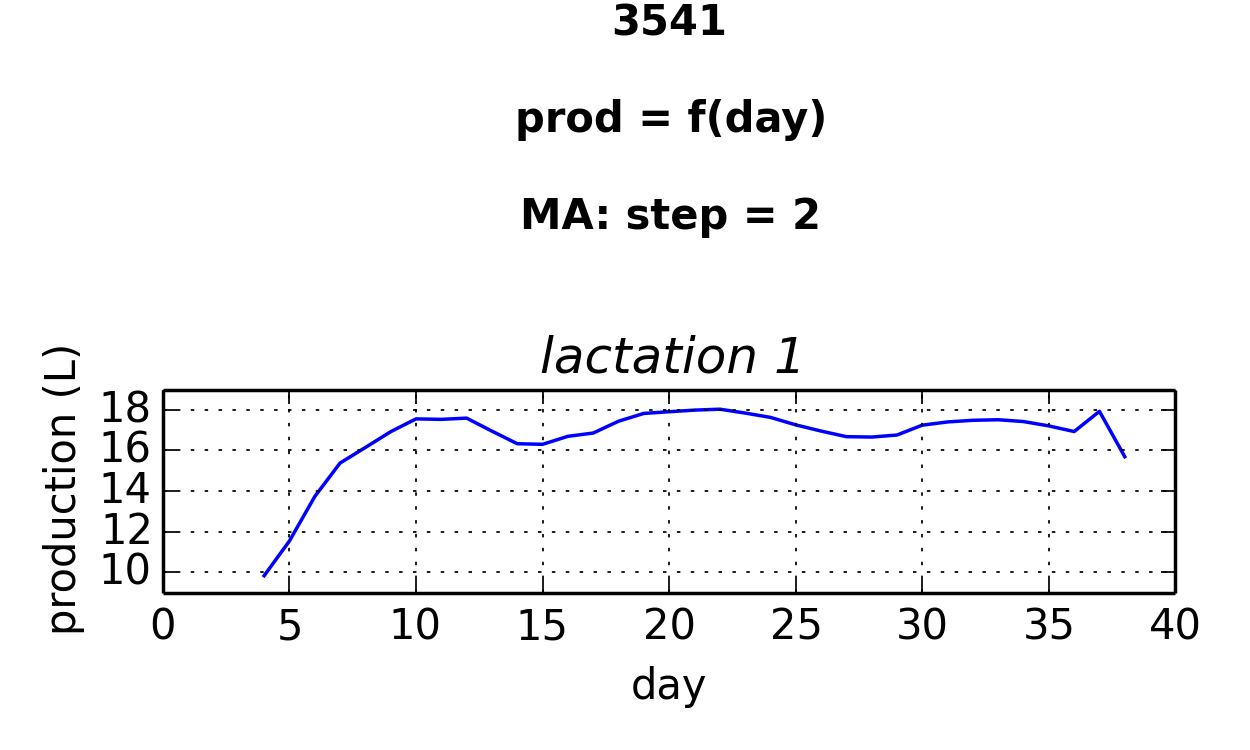 3541
prod = f(day)
MA: step = 2
lactation 1
production (L)
18
16
14
12
10
0 5 10 15 20 25 30 35 40
day